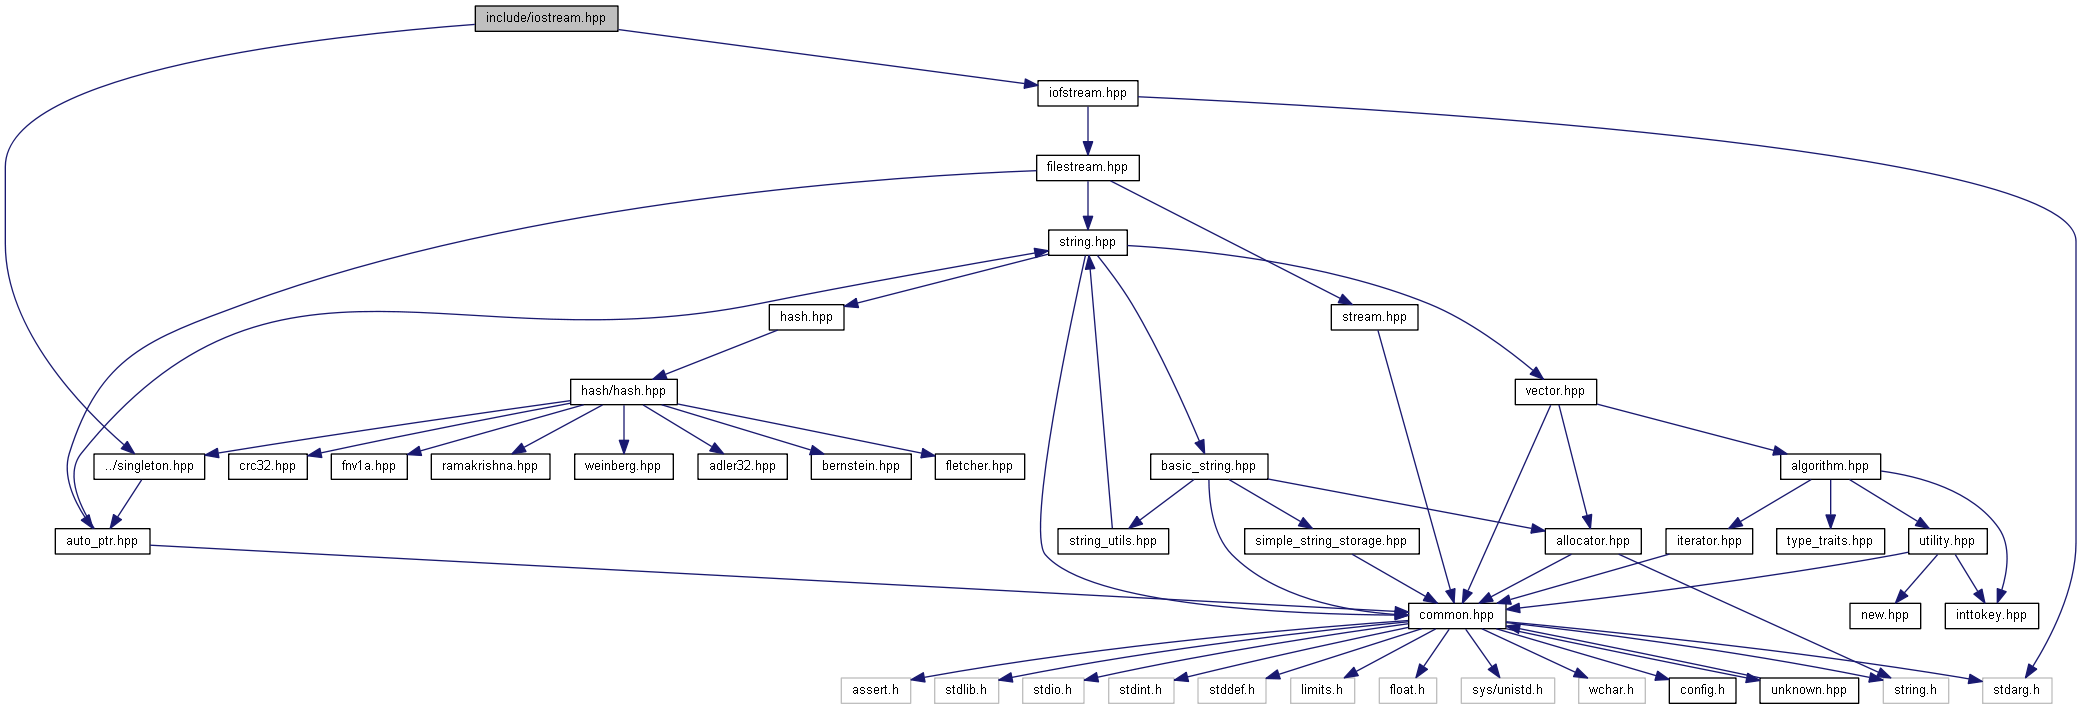 include/iostream.hpp
iofstream.hpp
filestream.hpp
string.hpp
hash.hpp
stream.hpp
hash/hash.hpp
vector.hpp
../singleton.hpp
crc32.hpp
fnv1a.hpp
ramakrishna.hpp
weinberg.hpp
adler32.hpp
bernstein.hpp
fletcher.hpp
basic_string.hpp
algorithm.hpp
auto_ptr.hpp
string_utils.hpp
simple_string_storage.hpp
allocator.hpp
iterator.hpp
type_traits.hpp
utility.hpp
common.hpp
new.hpp
inttokey.hpp
assert.h
stdlib.h
stdio.h
stdint.h
stddef.h
limits.h
float.h
sys/unistd.h
wchar.h
config.h
unknown.hpp
string.h
stdarg.h